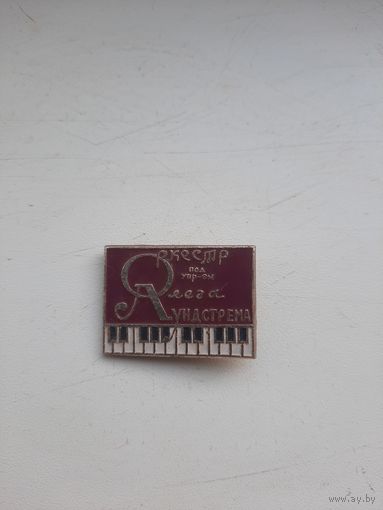 Оркестр
под
упр-ем
Олега
Лундстрема
www.ay.by